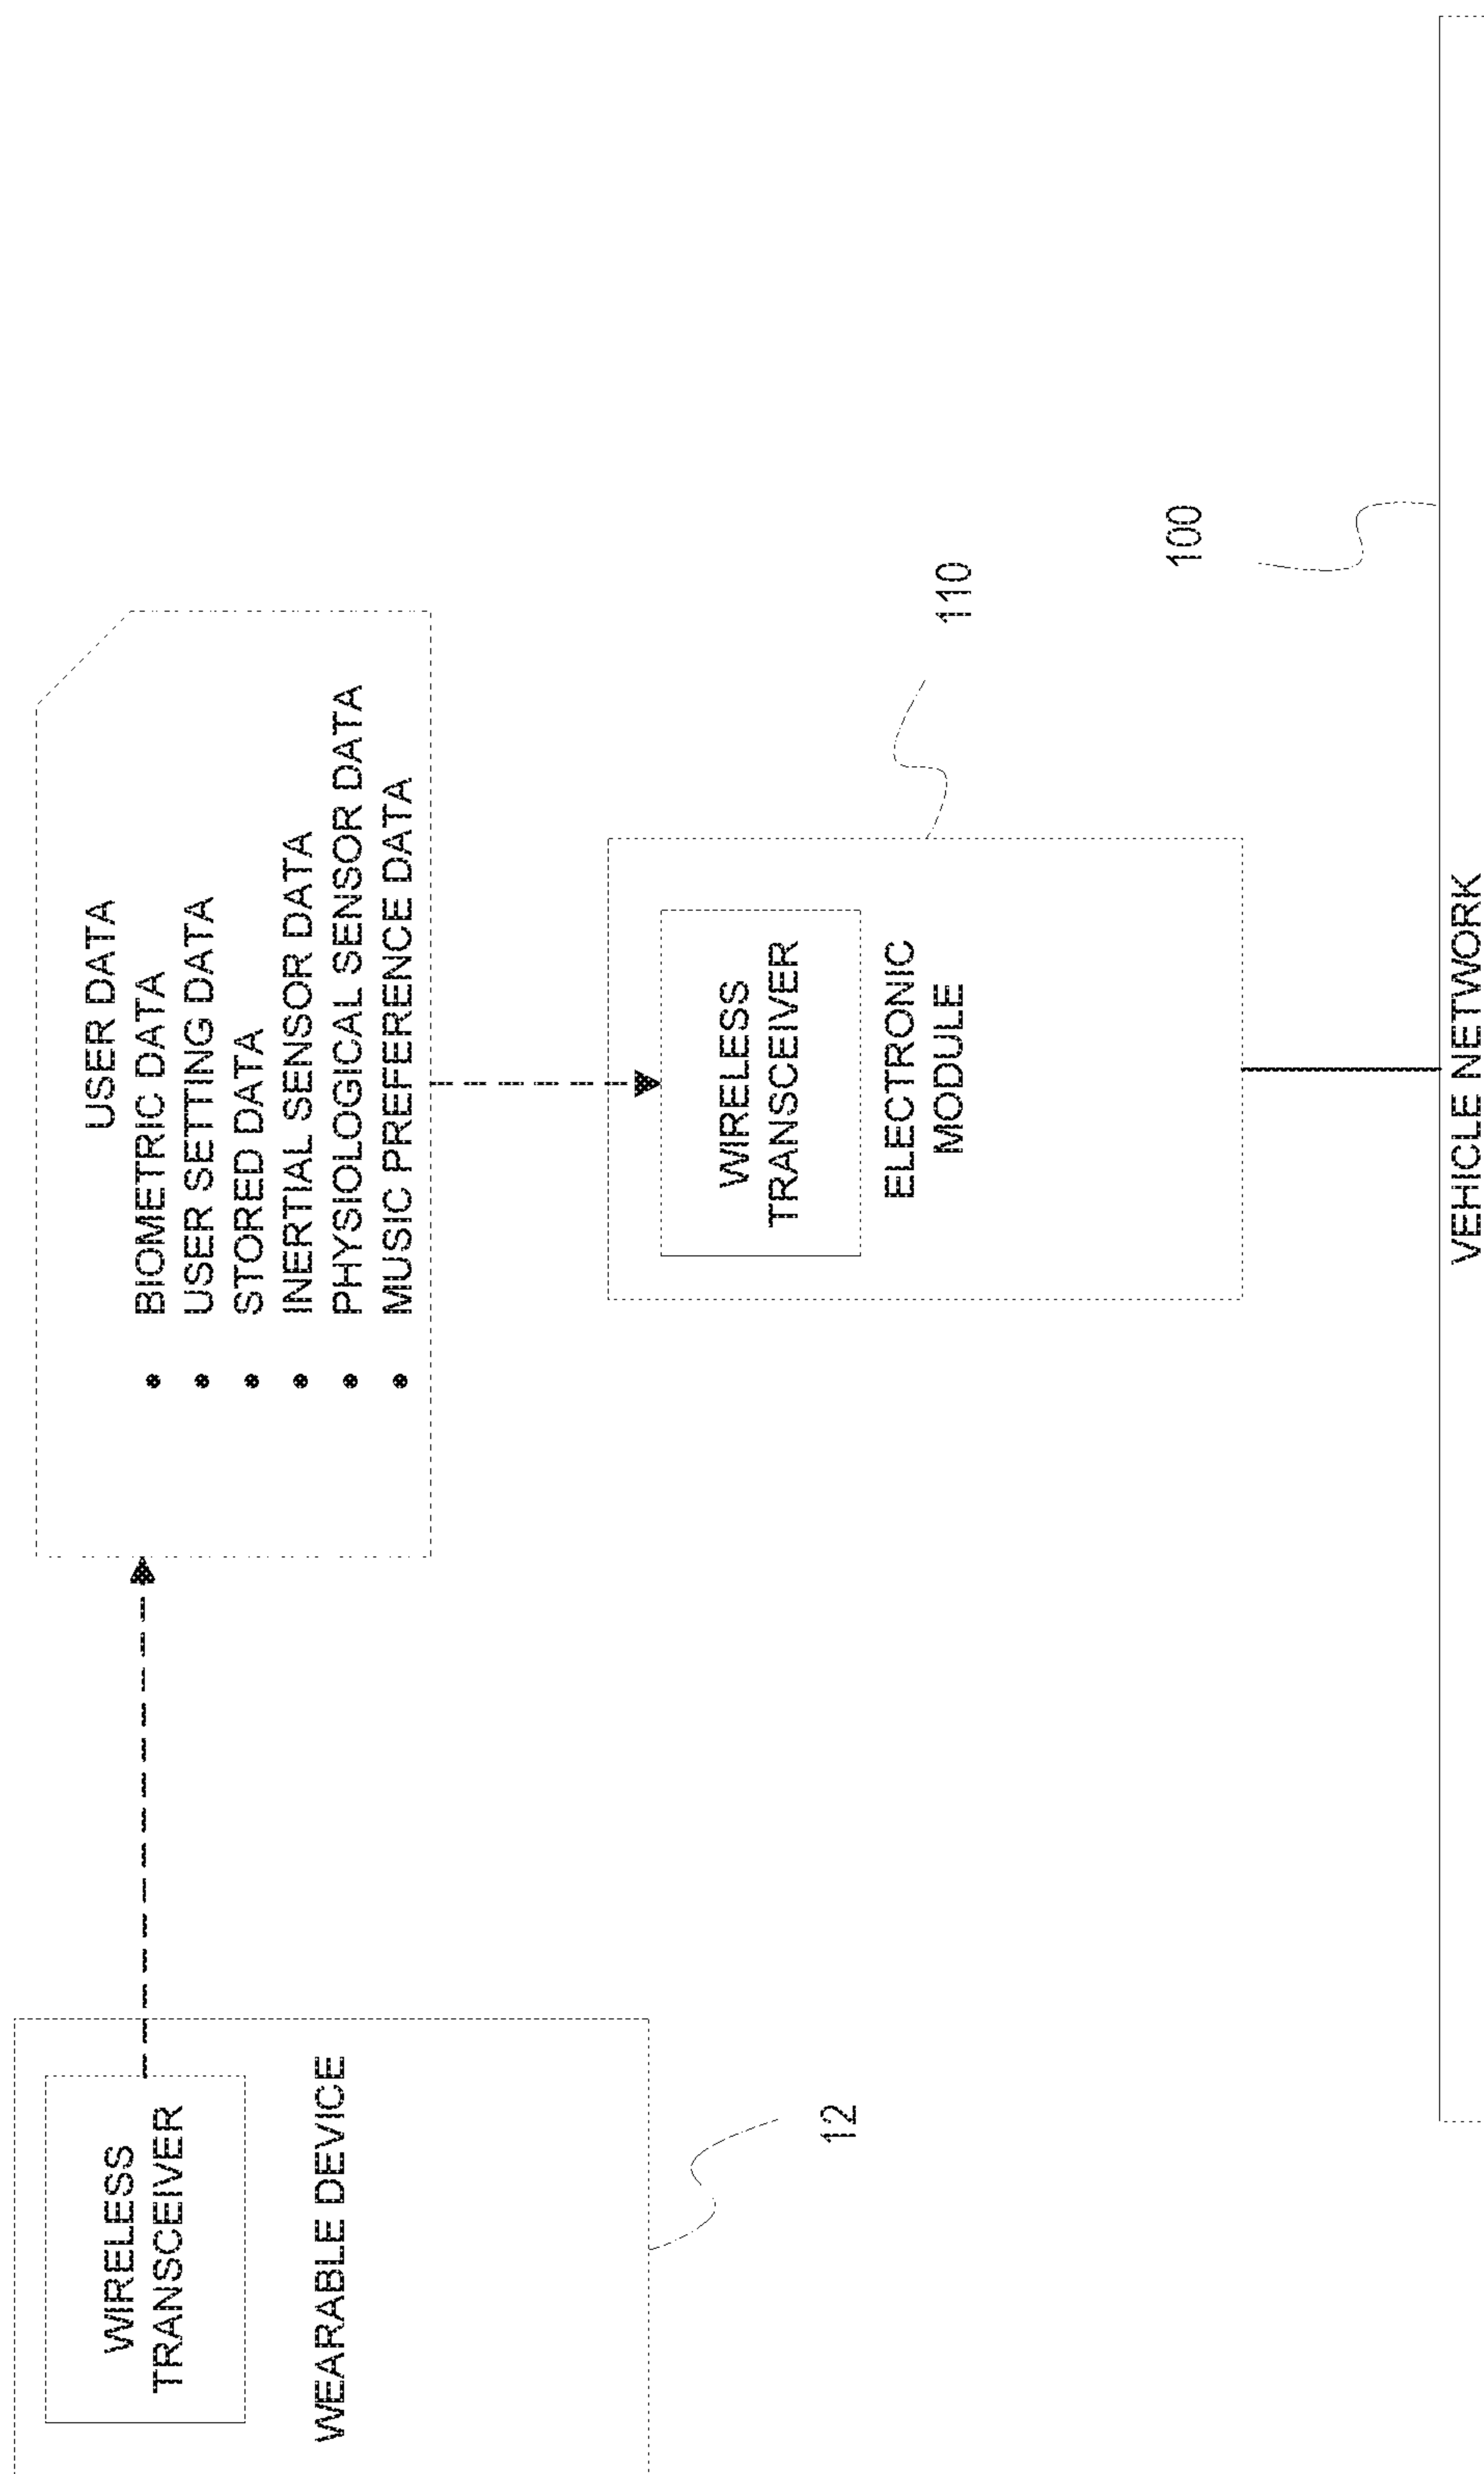 WIRELESS
TRANSCEIVER
WEARABLE DEVICE
12
USER DATA
• BIOMETRIC DATA
• USER SETTING DATA
• STORED DATA
• INERTIAL SENSOR DATA
• PHYSIOLOGICAL SENSOR DATA
• MUSIC PREFERENCE DATA
WIRELESS
TRANSCEIVER
ELECTRONIC
MODULE
110
100
VEHICLE NETWORK